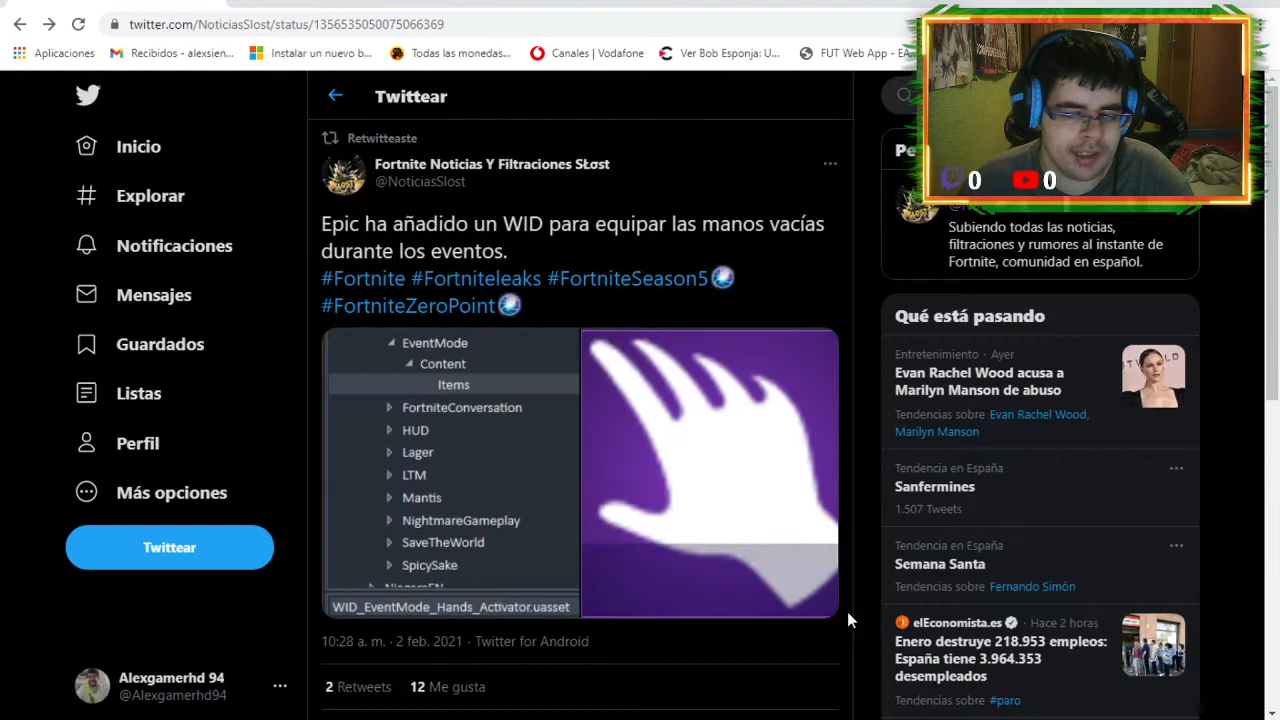 twitter.com/NoticiasSlost/status/1356535050075066369
Aplicaciones
Recibidos - alexsien...
Instalar un nuevo b...
Todas las monedas...
Canales | Vodafone
Ver Bob Esponja: U...
FUT Web App - EA...
Inicio
Explorar
Notificaciones
Mensajes
Guardados
Listas
Perfil
Más opciones
Twittear
Alexgamerhd 94
@Alexgamerhd94
Twittear
Retwitteaste
Fortnite Noticias Y Filtraciones SŁσst
@NoticiasSlost
Epic ha añadido un WID para equipar las manos vacías
durante los eventos.
#Fortnite #Fortniteleaks #FortniteSeason5
#FortniteZeroPoint
EventMode
Content
Items
FortniteConversation
HUD
Lager
LTM
Mantis
NightmareGameplay
SaveTheWorld
SpicySake
WID_EventMode_Hands_Activator.uasset
10:28 a. m. · 2 feb. 2021 · Twitter for Android
2 Retweets 12 Me gusta
0 0
Pe
Subiendo todas las noticias,
filtraciones y rumores al instante de
Fortnite, comunidad en español.
Qué está pasando
Entretenimiento · Ayer
Evan Rachel Wood acusa a
Marilyn Manson de abuso
Tendencias sobre Evan Rachel Wood,
Marilyn Manson
Tendencia en España
Sanfermines
1.507 Tweets
Tendencia en España
Semana Santa
Tendencias sobre Fernando Simón
elEconomista.es · Hace 2 horas
Enero destruye 218.953 empleos:
España tiene 3.964.353
desempleados
Tendencias sobre #paro